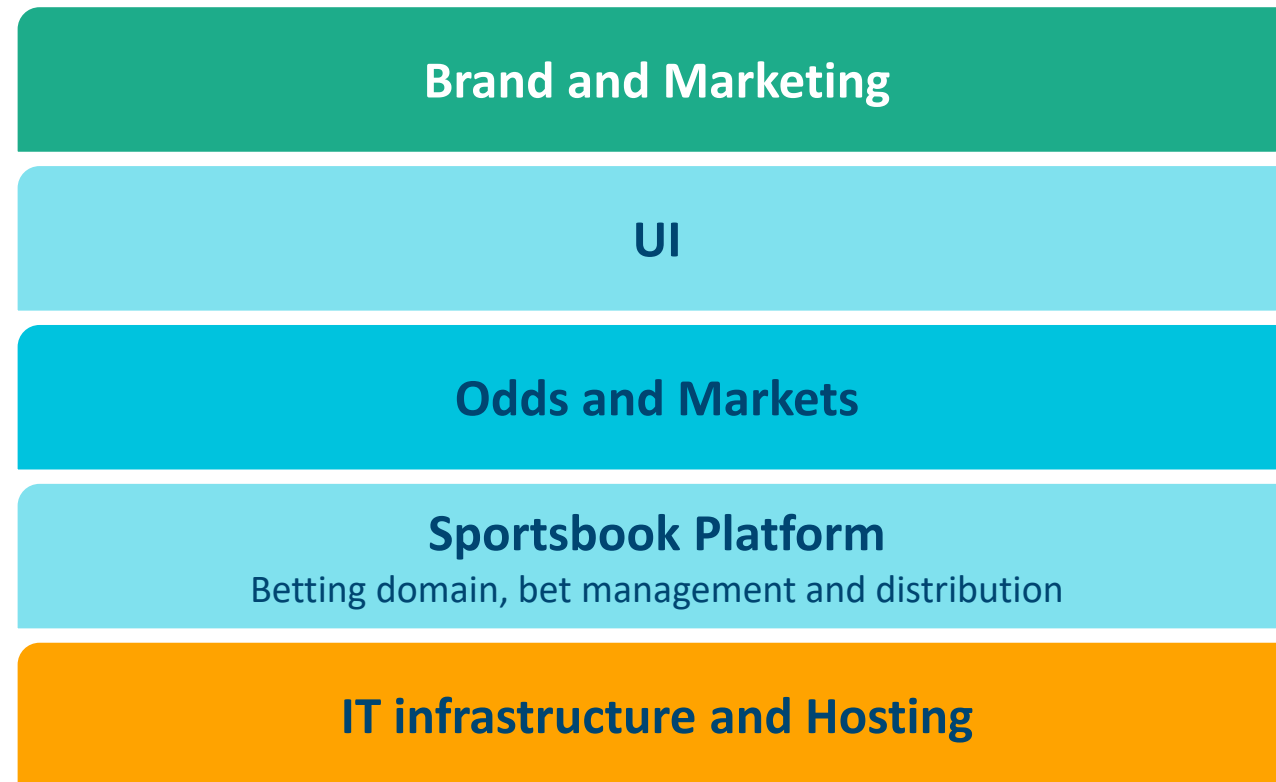 Brand and Marketing
UI
Odds and Markets
Sportsbook Platform
Betting domain, bet management and distribution
IT infrastructure and Hosting